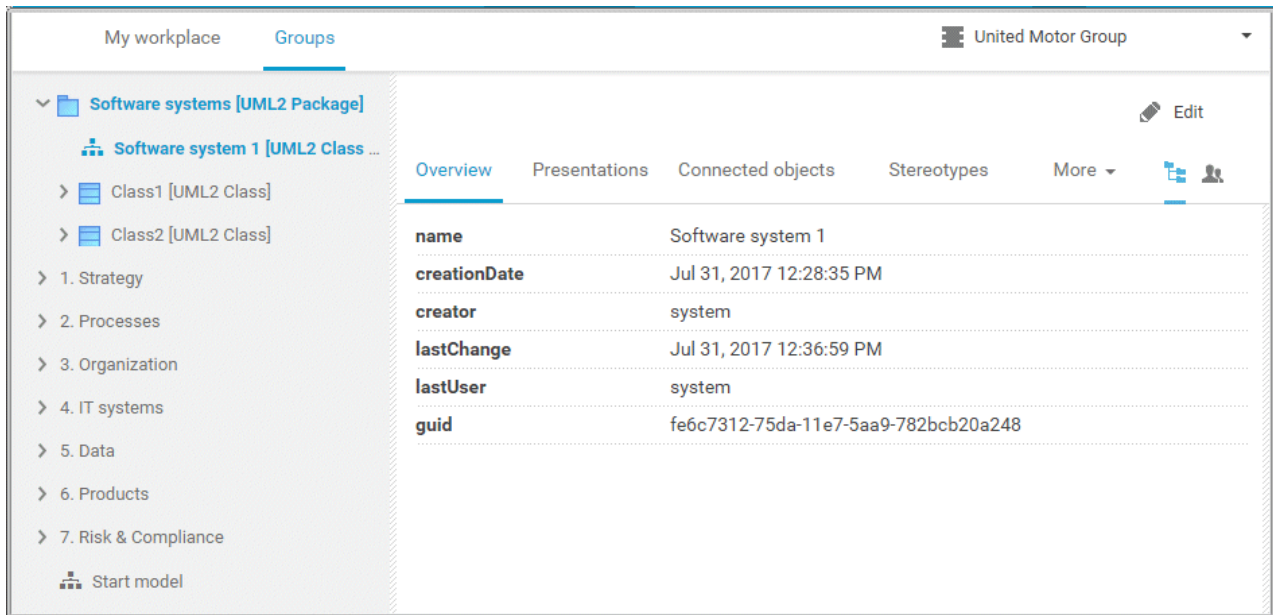 My workplace Groups United Motor Group
Software systems [UML2 Package]
Edit
Software system 1 [UML2 Class ...
Overview Presentations Connected objects Stereotypes More
Class1 [UML2 Class]
Class2 [UML2 Class]
name Software system 1
creationDate Jul 31, 2017 12:28:35 PM
1. Strategy
creator system
2. Processes
lastChange Jul 31, 2017 12:36:59 PM
3. Organization
lastUser system
4. IT systems
guid fe6c7312-75da-11e7-5aa9-782bcb20a248
5. Data
6. Products
7. Risk & Compliance
Start model